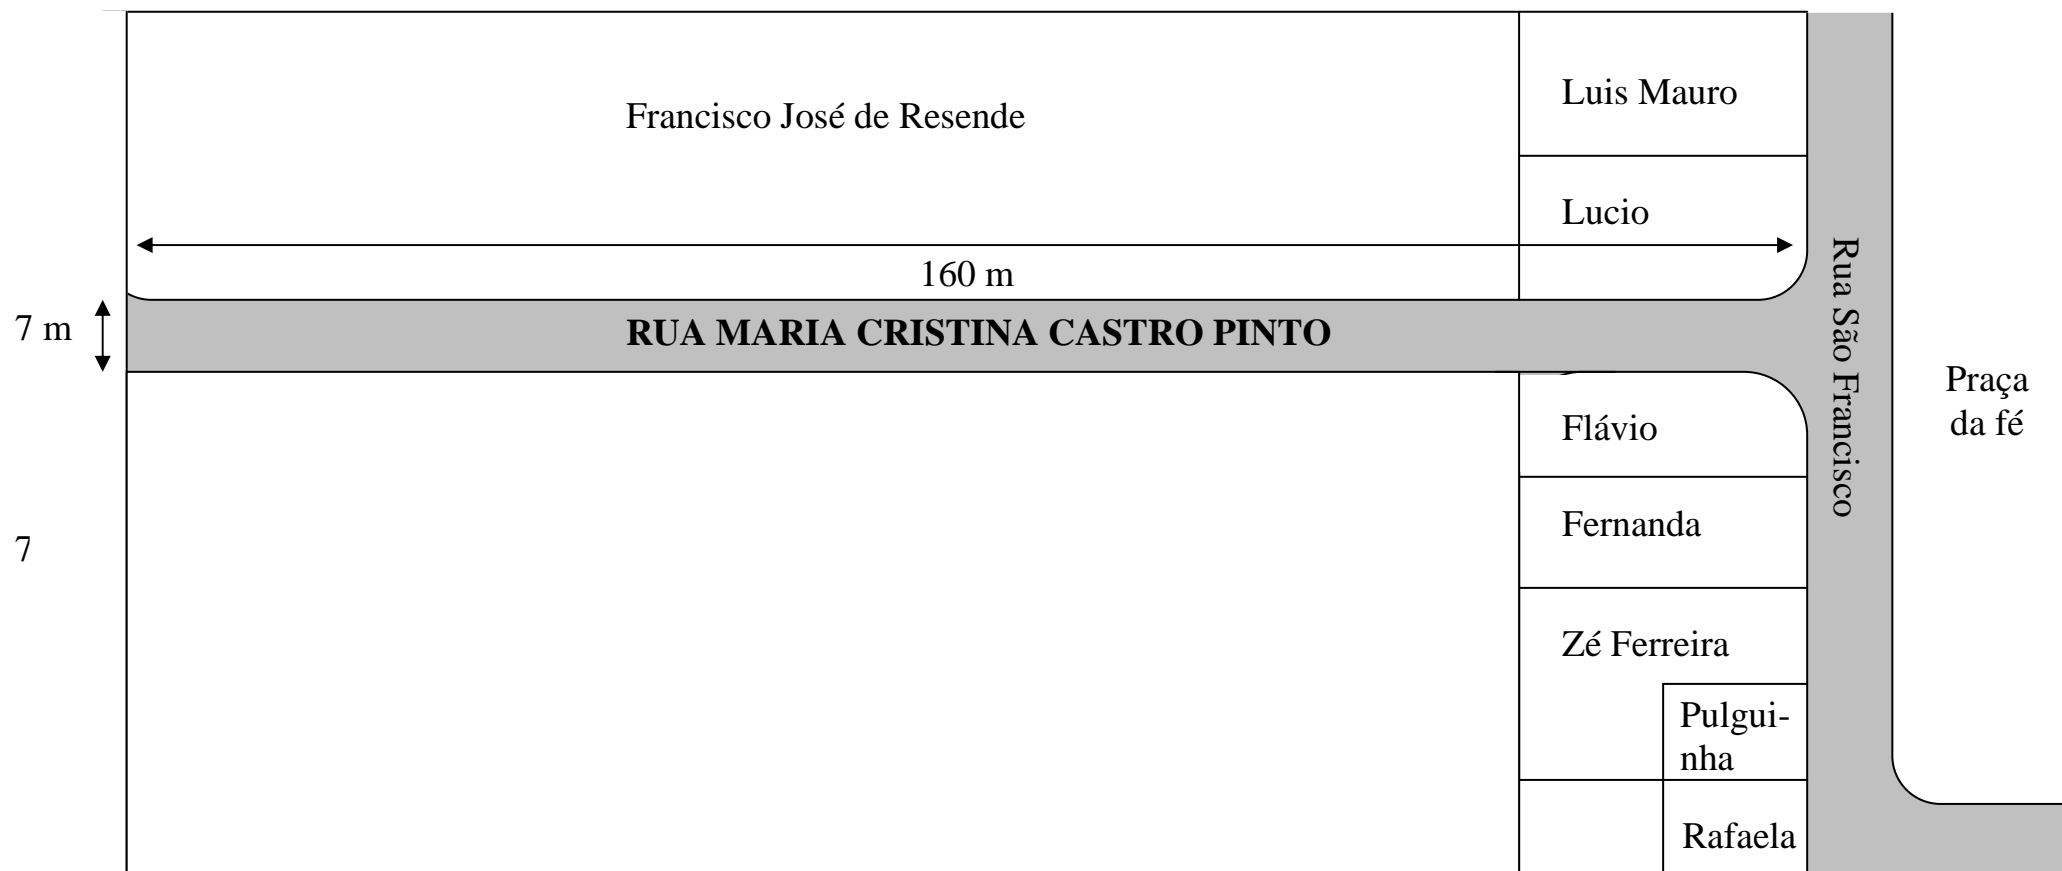 Luis Mauro
Francisco José de Resende
Lucio
160 m
7 m
RUA MARIA CRISTINA CASTRO PINTO
Rua São Francisco
Praça
da fé
Flávio
Fernanda
7
Zé Ferreira
Pulgui-
nha
Rafaela